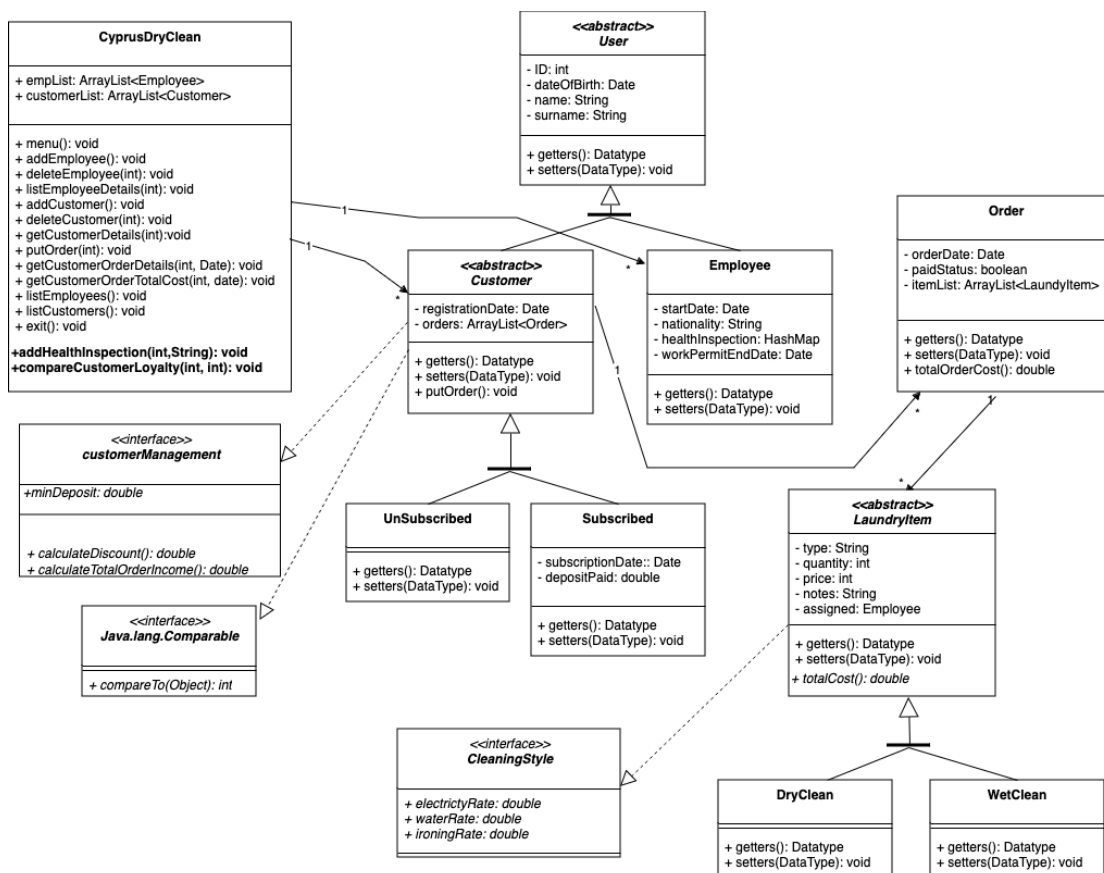 CyprusDryClean
+ empList: ArrayList<Employee>
+ customerList: ArrayList<Customer>
+ menu(): void
+ addEmployee(): void
+ deleteEmployee(int): void
+ listEmployeeDetails(int): void
+ addCustomer(): void
+ deleteCustomer(int): void
+ getCustomerDetails(int):void
+ putOrder(int): void
+ getCustomerOrderDetails(int, Date): void
+ getCustomerOrderTotalCost(int, date): void
+ listEmployees(): void
+ listCustomers(): void
+ exit(): void
+addHealthInspection(int,String): void
+compareCustomerLoyalty(int, int): void
<<abstract>>
User
- ID: int
- dateOfBirth: Date
- name: String
- surname: String
+ getters(): Datatype
+ setters(DataType): void
1
*
1
*
<<abstract>>
Customer
- registrationDate: Date
- orders: ArrayList<Order>
+ getters(): Datatype
+ setters(DataType): void
+ putOrder(): void
Employee
- startDate: Date
- nationality: String
- healthInspection: HashMap
- workPermitEndDate: Date
+ getters(): Datatype
+ setters(DataType): void
Order
- orderDate: Date
- paidStatus: boolean
- itemList: ArrayList<LaundyItem>
+ getters(): Datatype
+ setters(DataType): void
+ totalOrderCost(): double
1
*
1
*
<<interface>>
customerManagement
+minDeposit: double
+ calculateDiscount(): double
+ calculateTotalOrderIncome(): double
<<interface>>
Java.lang.Comparable
+ compareTo(Object): int
UnSubscribed
+ getters(): Datatype
+ setters(DataType): void
Subscribed
- subscriptionDate:: Date
- depositPaid: double
+ getters(): Datatype
+ setters(DataType): void
<<abstract>>
LaundryItem
- type: String
- quantity: int
- price: int
- notes: String
- assigned: Employee
+ getters(): Datatype
+ setters(DataType): void
+ totalCost(): double
<<interface>>
CleaningStyle
+ electrictyRate: double
+ waterRate: double
+ ironingRate: double
DryClean
+ getters(): Datatype
+ setters(DataType): void
WetClean
+ getters(): Datatype
+ setters(DataType): void